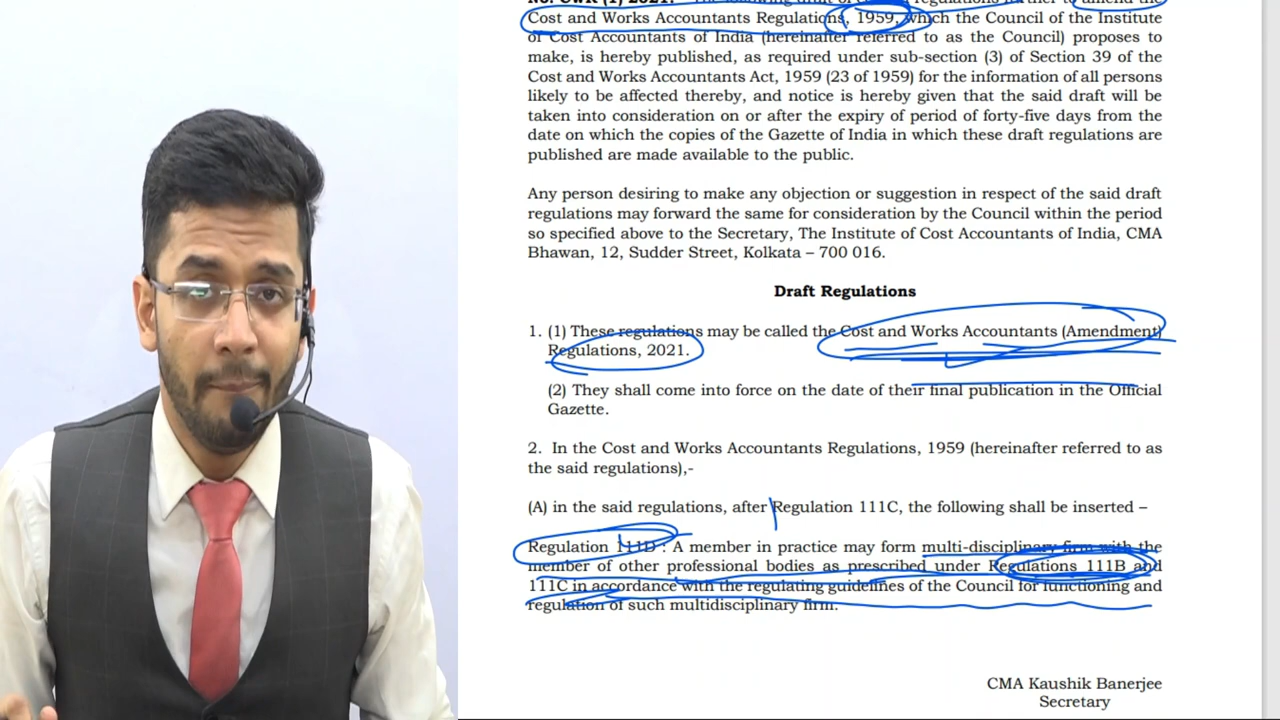 No. CWR (1) 2021:
Cost and Works Accountants Regulations, 1959, which the Council of the Institute
of Cost Accountants of India (hereinafter referred to as the Council) proposes to
make, is hereby published, as required under sub-section (3) of Section 39 of
the Cost and Works Accountants Act, 1959 (23 of 1959) for the information of all persons
likely to be affected thereby, and notice is hereby given that the said draft will be
taken into consideration on or after the expiry of period of forty-five days from the
date on which the copies of the Gazette of India in which these draft regulations are
published are made available to the public.
Any person desiring to make any objection or suggestion in respect of the said draft
regulations may forward the same for consideration by the Council within the period
so specified above to the Secretary, The Institute of Cost Accountants of India, CMA
Bhawan, 12, Sudder Street, Kolkata – 700 016.
Draft Regulations
1. (1) These regulations may be called the Cost and Works Accountants (Amendment)
Regulations, 2021.
(2) They shall come into force on the date of their final publication in the Official
Gazette.
2. In the Cost and Works Accountants Regulations, 1959 (hereinafter referred to as
the said regulations),-
(A) in the said regulations, after Regulation 111C, the following shall be inserted –
Regulation 111D : A member in practice may form multi-disciplinary firm with the
member of other professional bodies as prescribed under Regulations 111B and
111C in accordance with the regulating guidelines of the Council for functioning and
regulation of such multidisciplinary firm.
CMA Kaushik Banerjee
Secretary